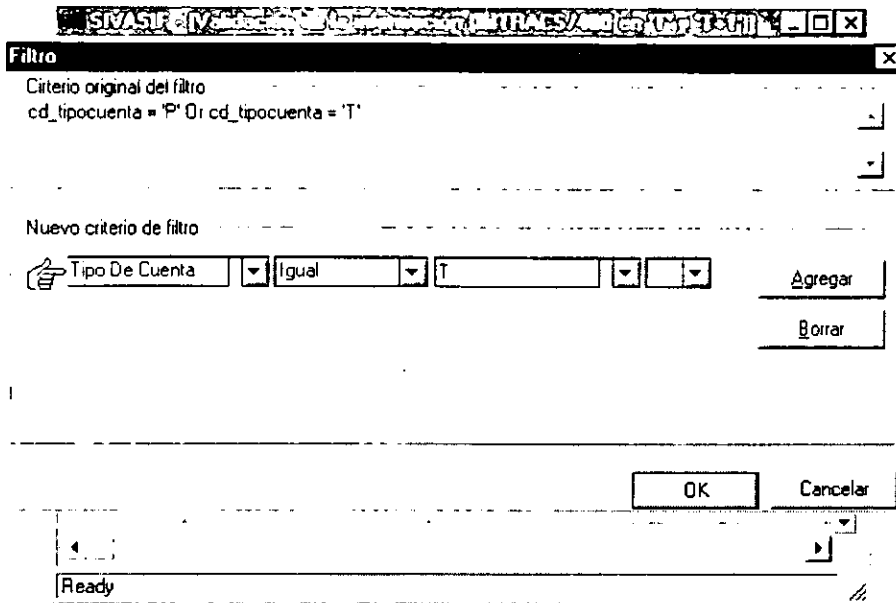 Filtro
Cirterio original del filtro
cd_tipocuenta = 'P' Or cd_tipocuenta = 'T'
Nuevo criterio de filtro
Tipo De Cuenta Igual T
Agregar
Borrar
OK Cancelar
Ready